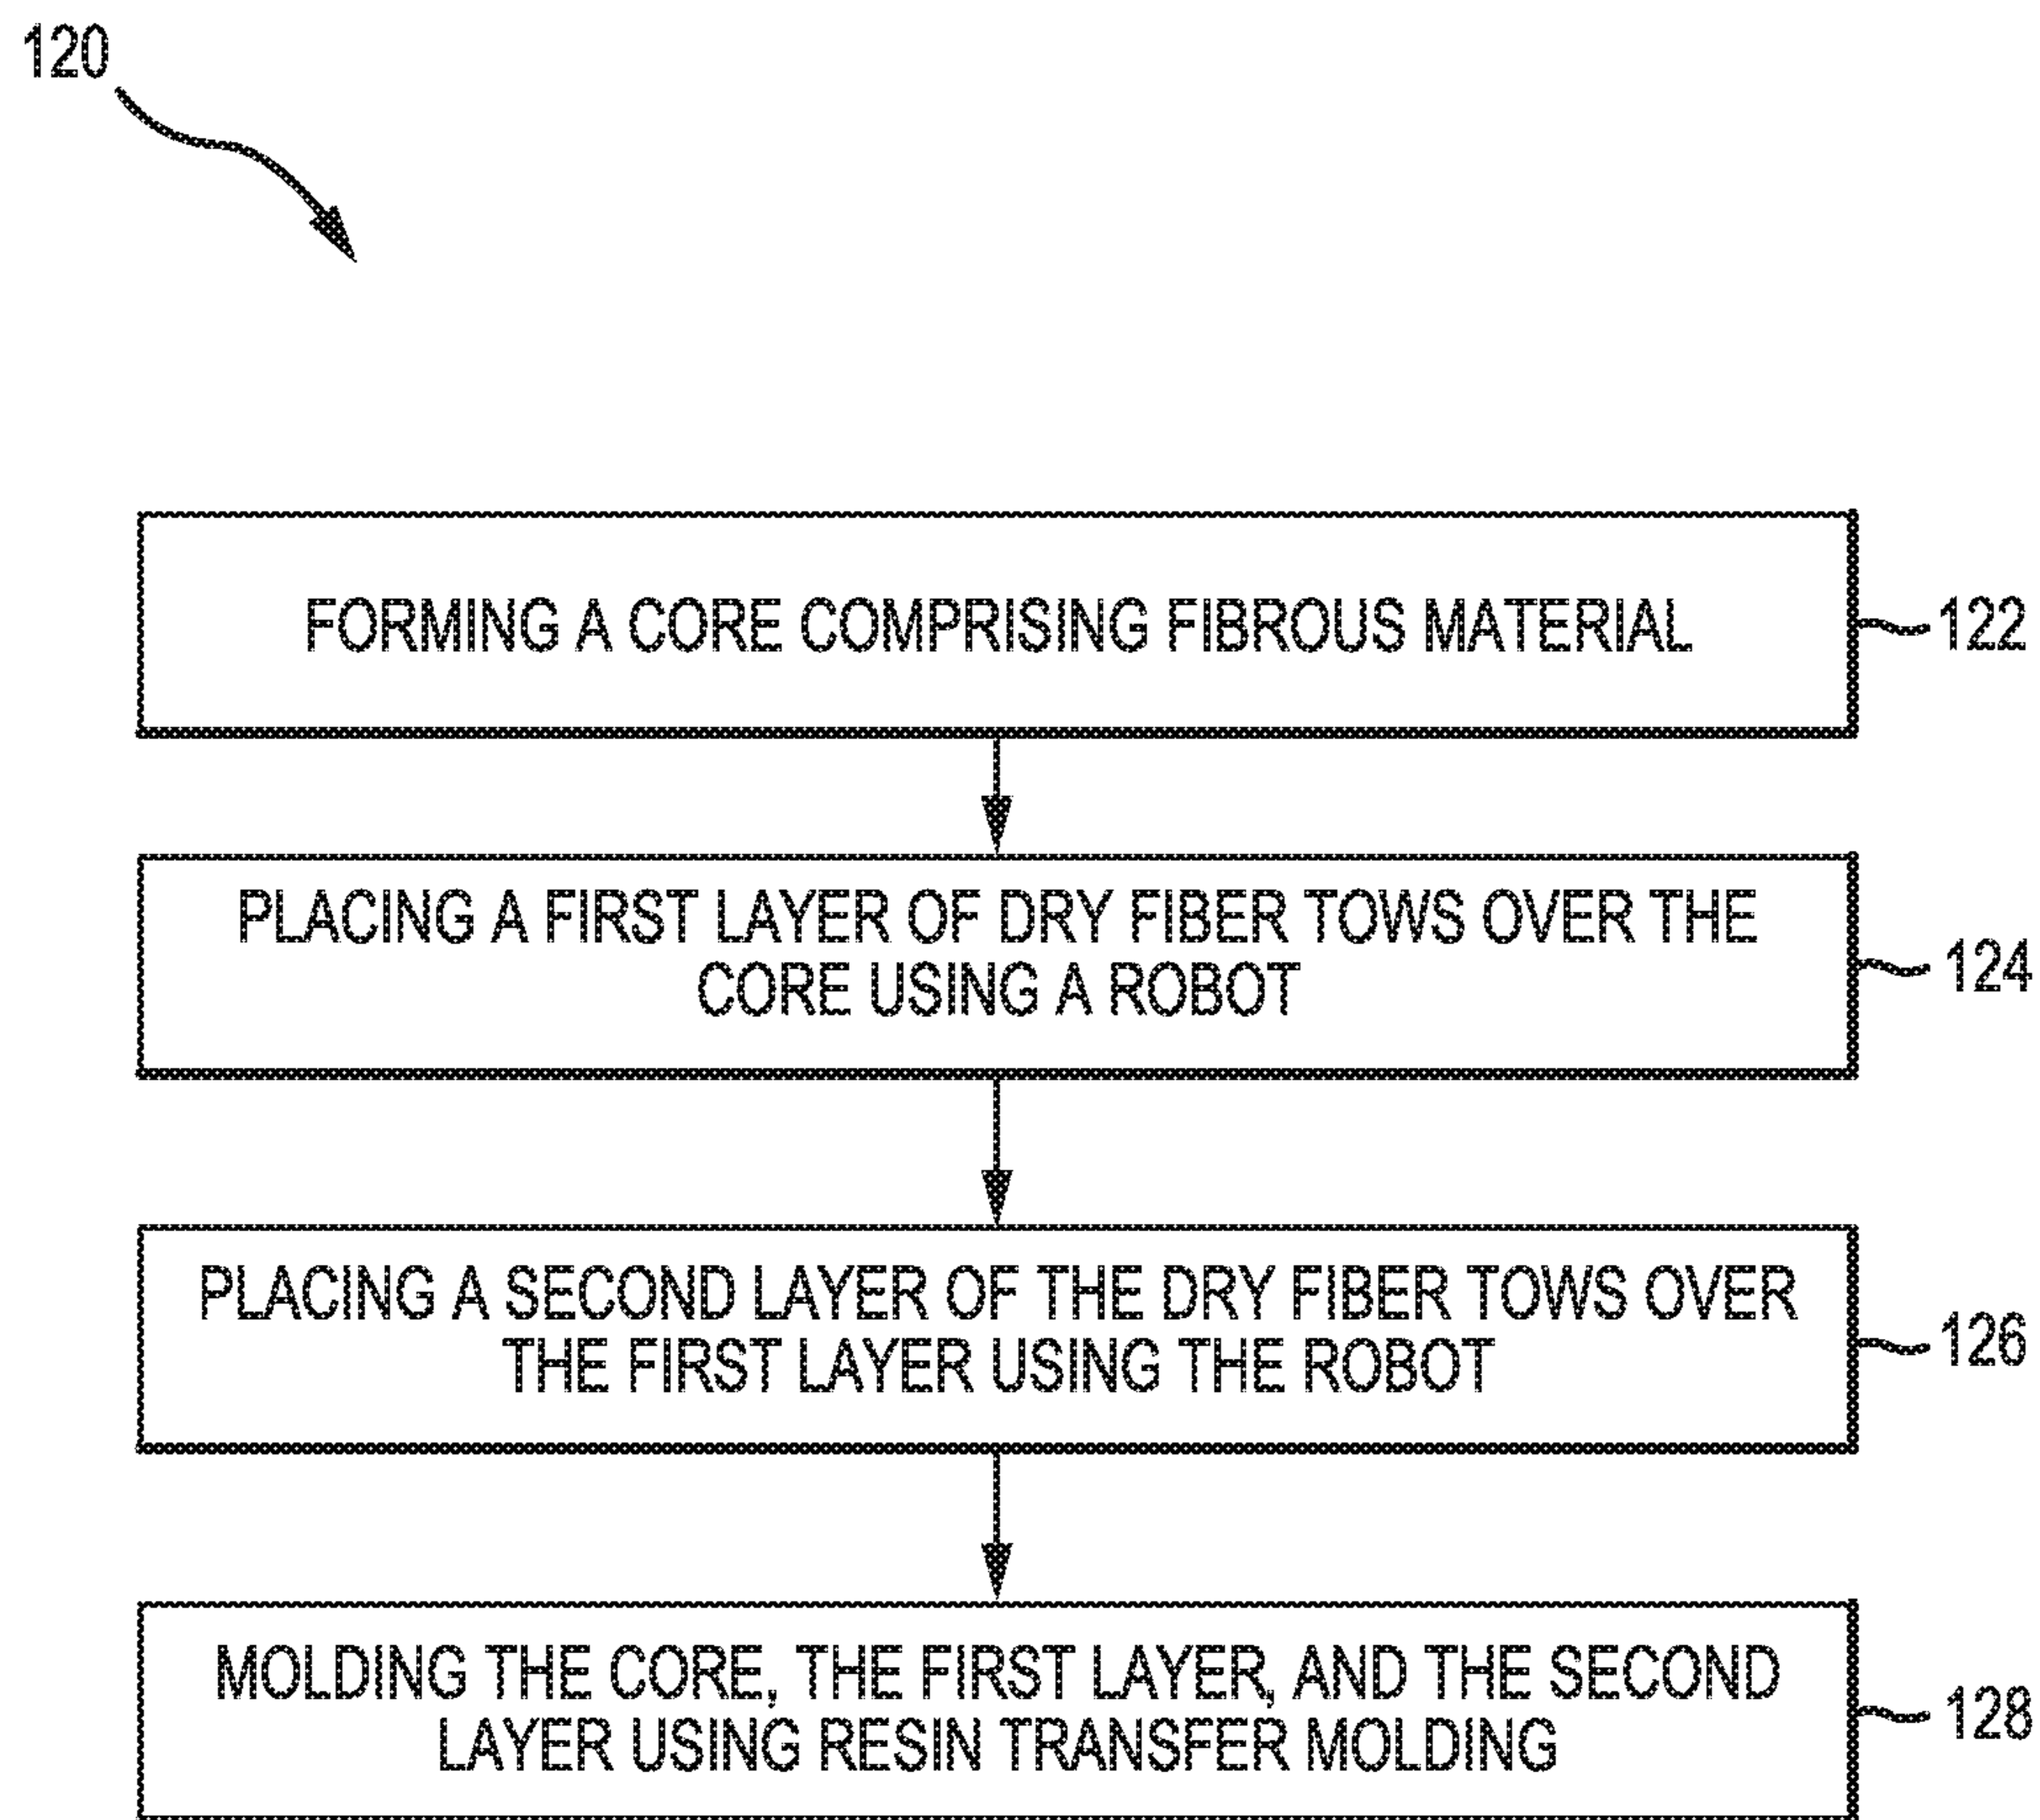 120
FORMING A CORE COMPRISING FIBROUS MATERIAL
122
PLACING A FIRST LAYER OF DRY FIBER TOWS OVER THE
CORE USING A ROBOT
124
PLACING A SECOND LAYER OF THE DRY FIBER TOWS OVER
THE FIRST LAYER USING THE ROBOT
126
MOLDING THE CORE, THE FIRST LAYER, AND THE SECOND
LAYER USING RESIN TRANSFER MOLDING
128